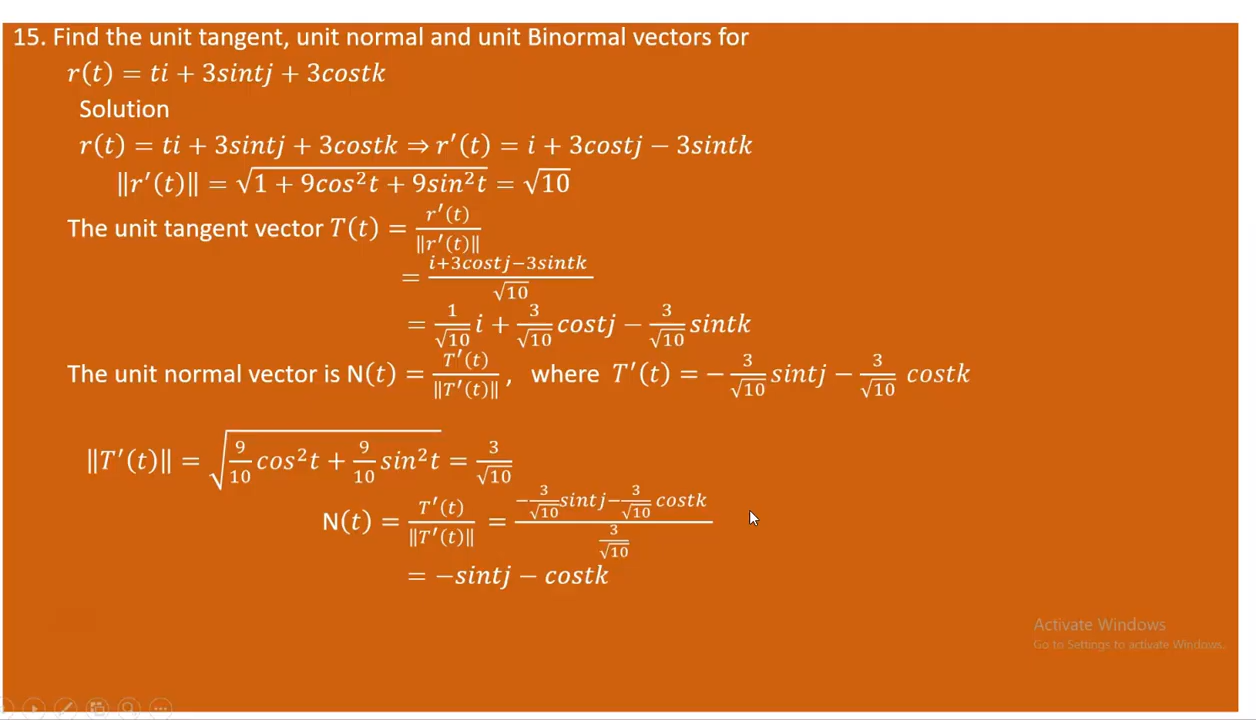 15. Find the unit tangent, unit normal and unit Binormal vectors for
r(t) = ti + 3sintj + 3costk
Solution
r(t) = ti + 3sintj + 3costk ⇒ r′(t) = i + 3costj − 3sintk
‖r′(t)‖ = √(1 + 9cos²t + 9sin²t) = √10
The unit tangent vector T(t) = r′(t)/‖r′(t)‖
= (i+3costj−3sintk)/√10
= 1/√10 i + 3/√10 costj − 3/√10 sintk
The unit normal vector is N(t) = T′(t)/‖T′(t)‖, where T′(t) = −3/√10 sintj − 3/√10 costk
‖T′(t)‖ = √(9/10 cos²t + 9/10 sin²t) = 3/√10
N(t) = T′(t)/‖T′(t)‖ = (−3/√10 sintj − 3/√10 costk)/(3/√10)
= −sintj − costk
Activate Windows
Go to Settings to activate Windows.